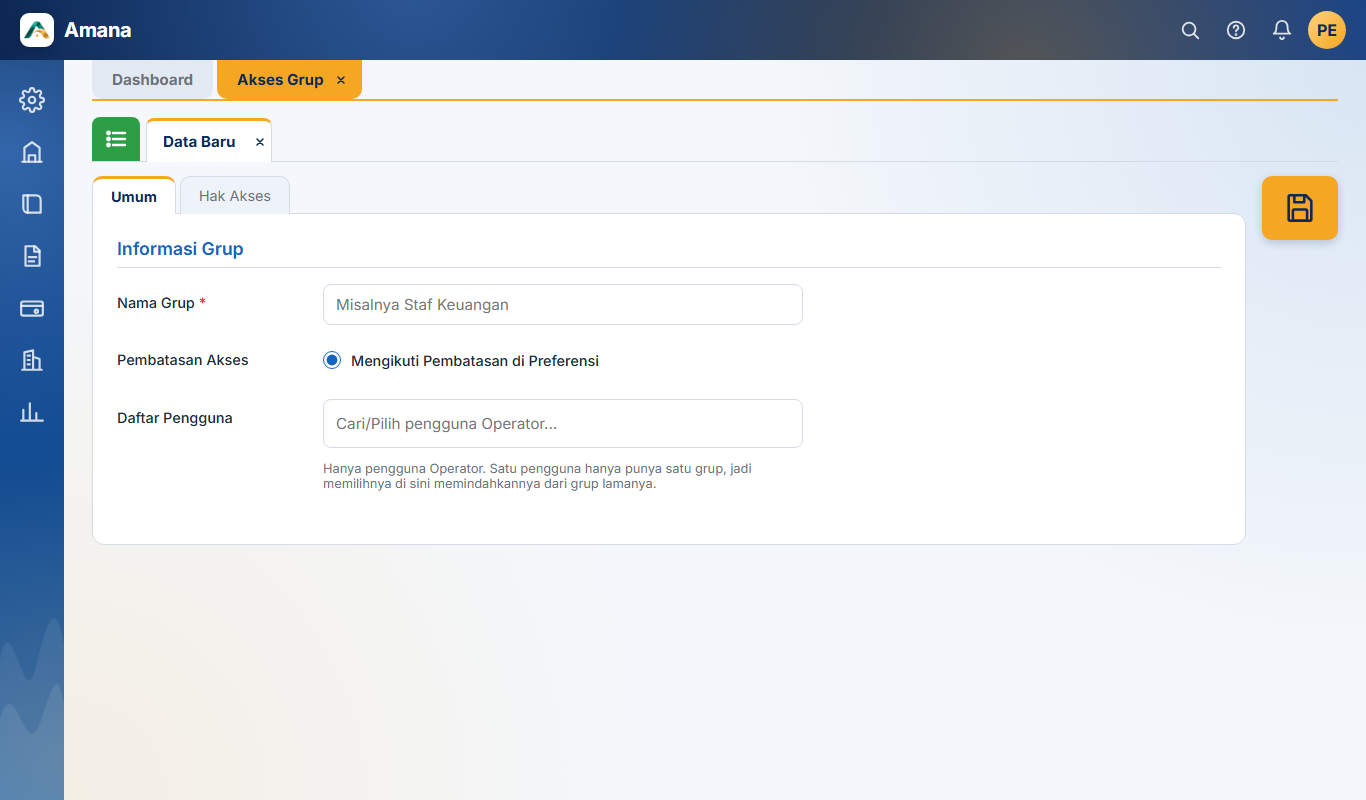 Amana
PE
Dashboard
Akses Grup ×
Data Baru ×
Umum
Hak Akses
Informasi Grup
Nama Grup *
Misalnya Staf Keuangan
Pembatasan Akses
Mengikuti Pembatasan di Preferensi
Daftar Pengguna
Cari/Pilih pengguna Operator...
Hanya pengguna Operator. Satu pengguna hanya punya satu grup, jadi
memilihnya di sini memindahkannya dari grup lamanya.